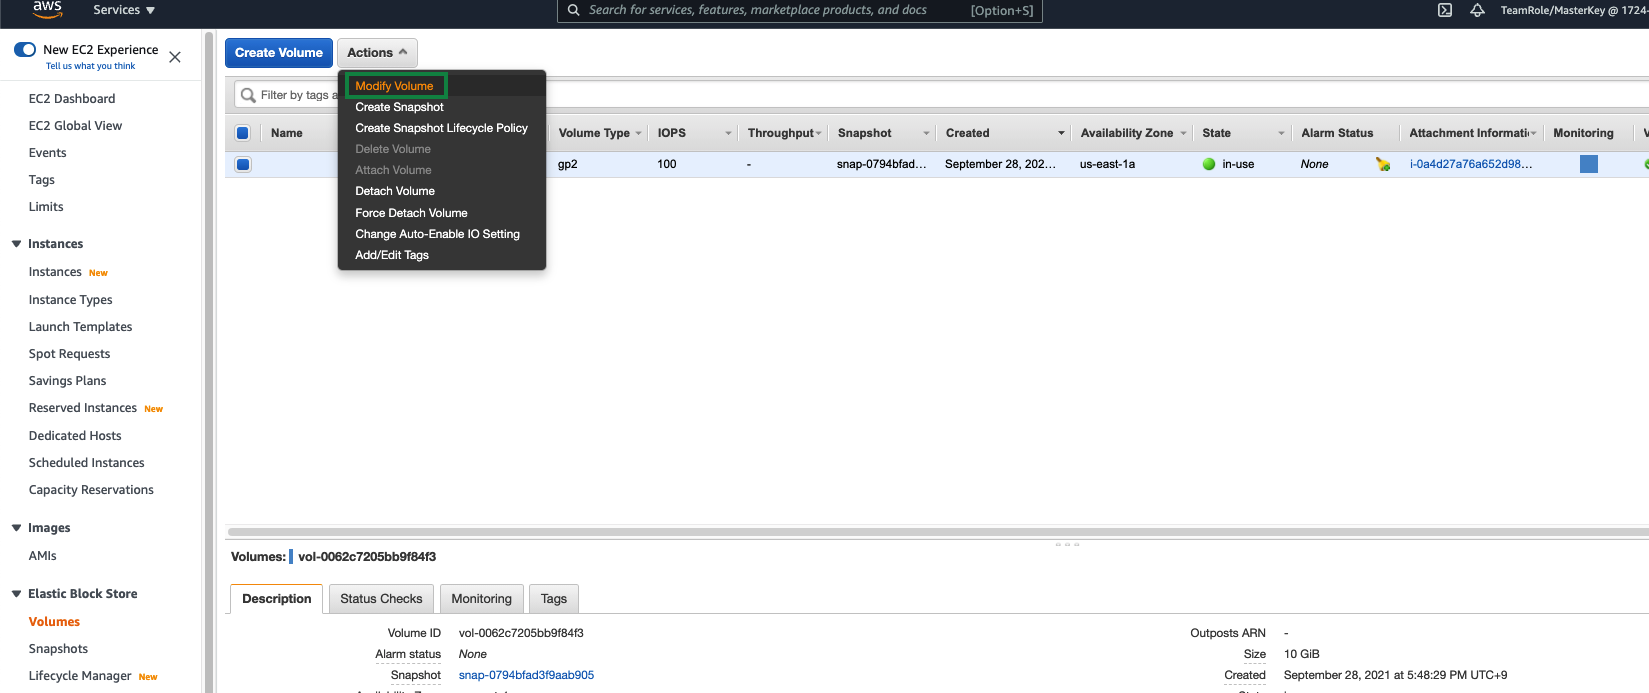 aws
Services
Search for services, features, marketplace products, and docs
[Option+S]
TeamRole/MasterKey @ 1724-
New EC2 Experience
Tell us what you think
EC2 Dashboard
EC2 Global View
Events
Tags
Limits
Instances
Instances New
Instance Types
Launch Templates
Spot Requests
Savings Plans
Reserved Instances New
Dedicated Hosts
Scheduled Instances
Capacity Reservations
Images
AMIs
Elastic Block Store
Volumes
Snapshots
Lifecycle Manager New
Create Volume
Actions
Filter by tags a
Modify Volume
Create Snapshot
Create Snapshot Lifecycle Policy
Delete Volume
Attach Volume
Detach Volume
Force Detach Volume
Change Auto-Enable IO Setting
Add/Edit Tags
Name Volume Type IOPS Throughput Snapshot Created Availability Zone State Alarm Status Attachment Informati Monitoring
gp2 100 - snap-0794bfad... September 28, 202... us-east-1a in-use None i-0a4d27a76a652d98...
Volumes: vol-0062c7205bb9f84f3
Description Status Checks Monitoring Tags
Volume ID vol-0062c7205bb9f84f3
Alarm status None
Snapshot snap-0794bfad3f9aab905
Outposts ARN -
Size 10 GiB
Created September 28, 2021 at 5:48:29 PM UTC+9